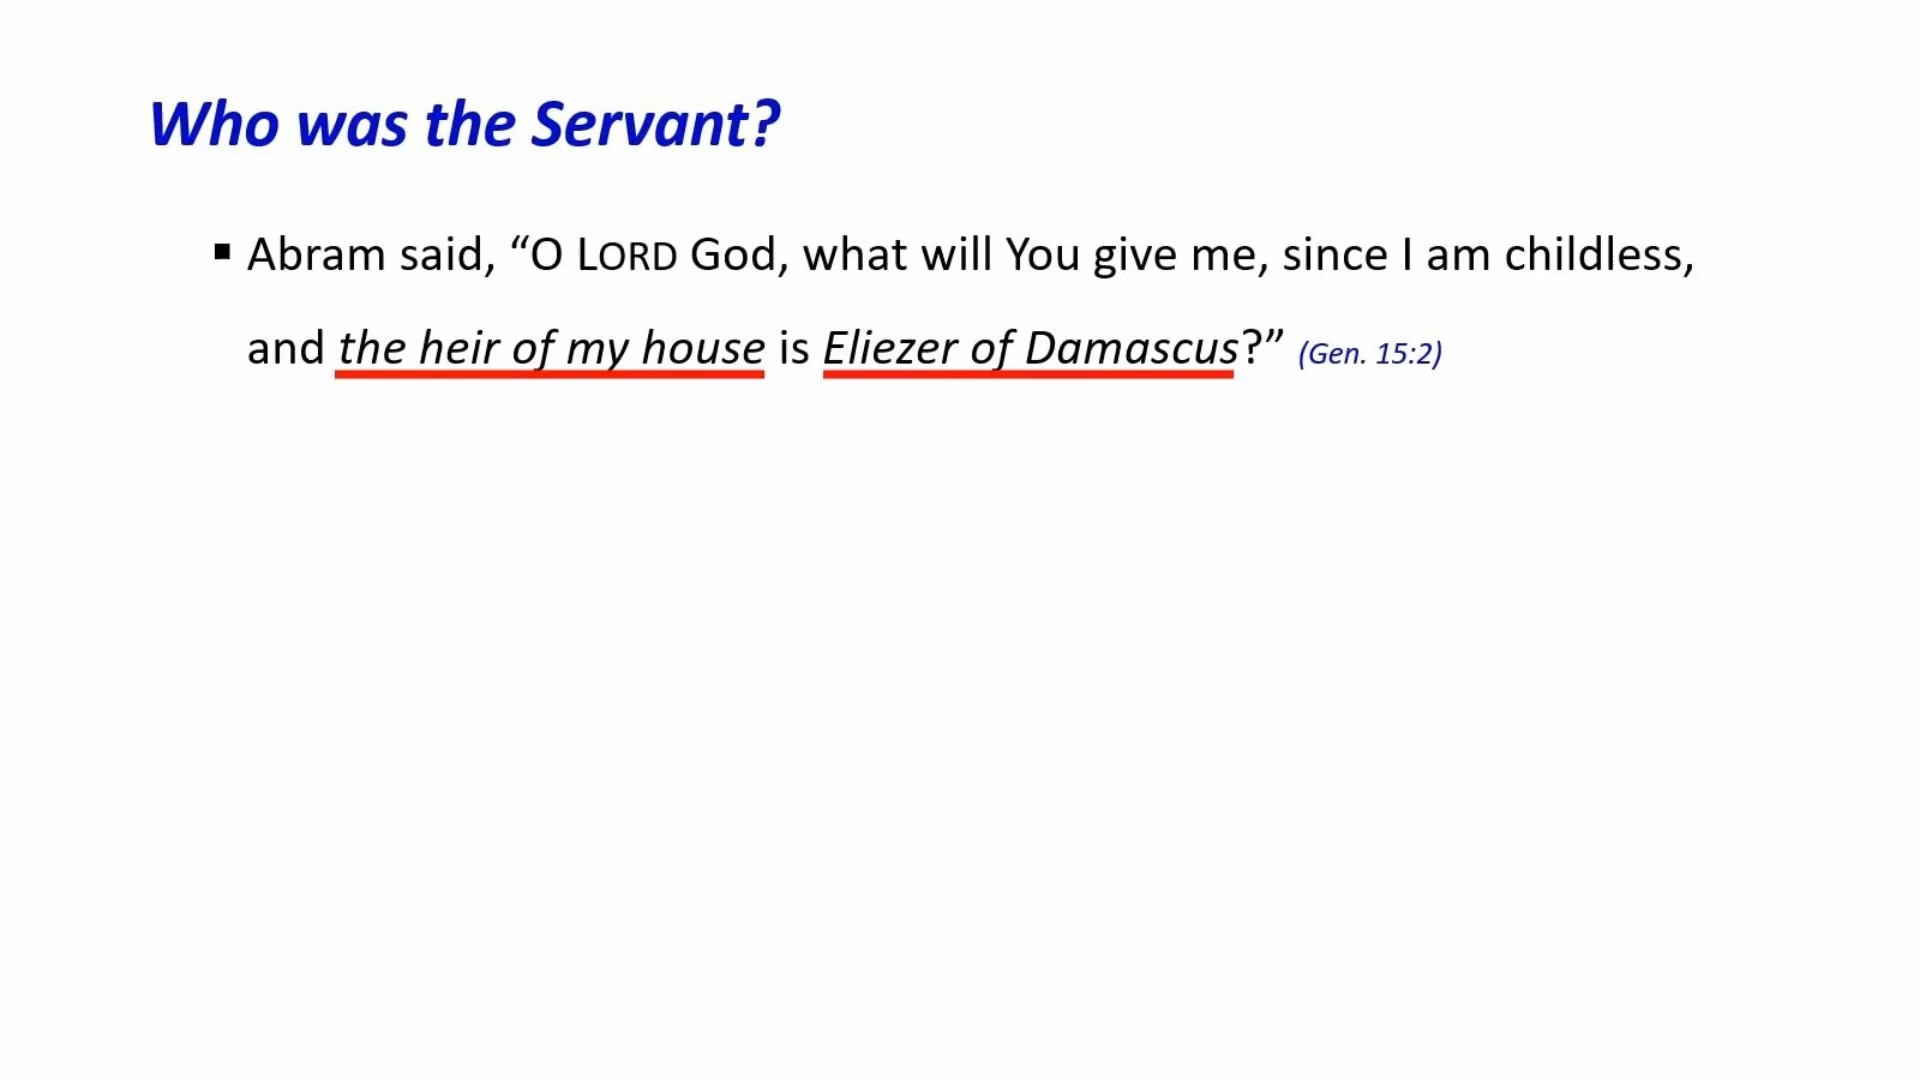 Who was the Servant?
▪ Abram said, “O LORD God, what will You give me, since I am childless,
and the heir of my house is Eliezer of Damascus?” (Gen. 15:2)